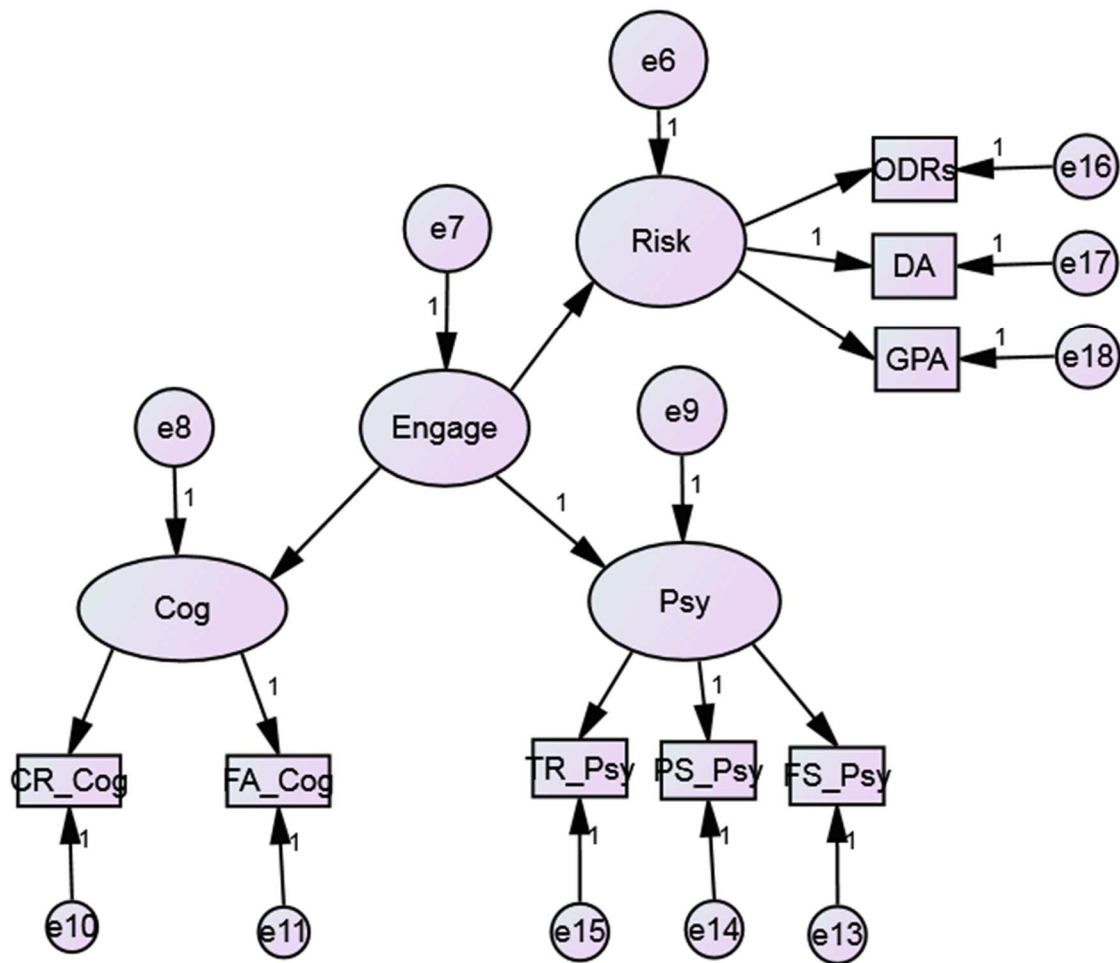 e6
1
ODRs
1
e16
e7
Risk
1
DA
1
e17
1
GPA
1
e18
e8
Engage
e9
1
1
1
Cog
Psy
1
1
CR_Cog
FA_Cog
TR_Psy
PS_Psy
FS_Psy
1
1
1
1
1
e10
e11
e15
e14
e13